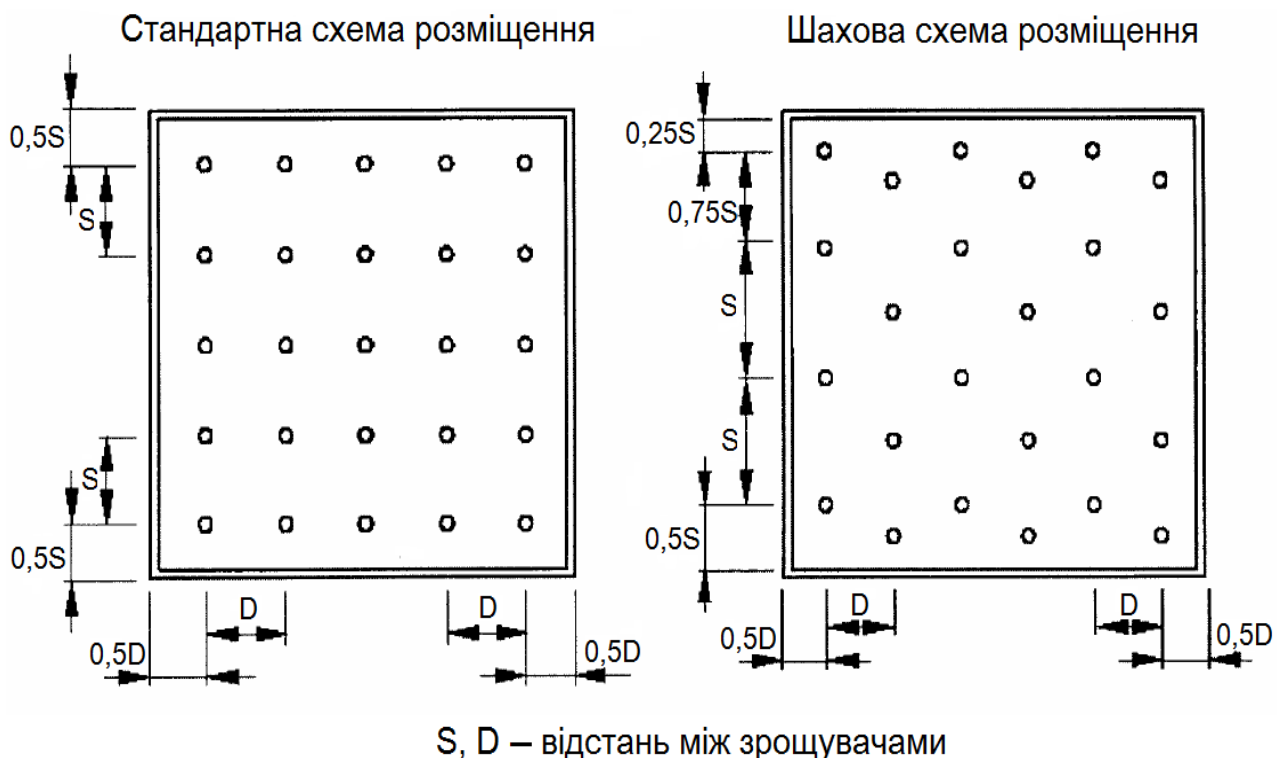 Стандартна схема розміщення
0,5S
S
S
0,5S
D
D
0,5D
0,5D
Шахова схема розміщення
0,25S
0,75S
S
S
0,5S
D
D
0,5D
0,5D
S, D – відстань між зрощувачами